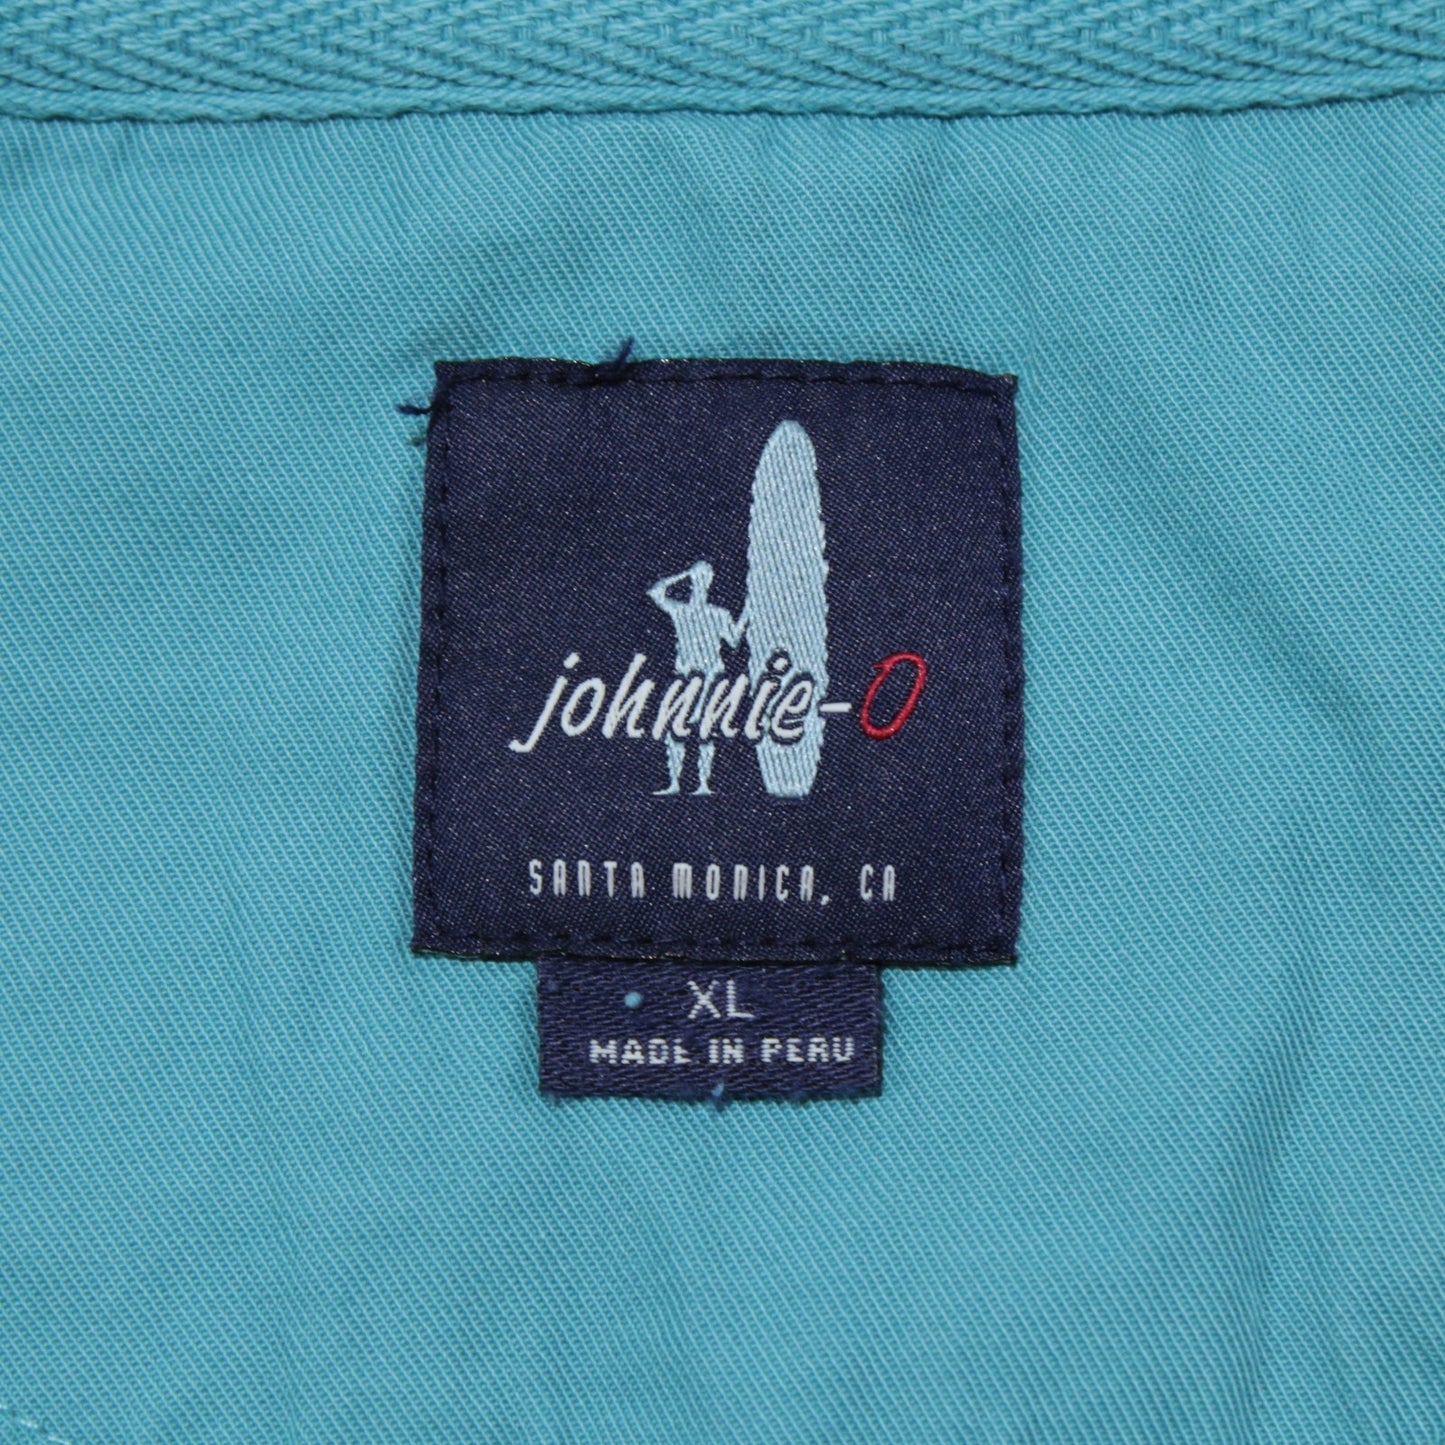 johnnie-O
SANTA MONICA, CA
XL
MADE IN PERU